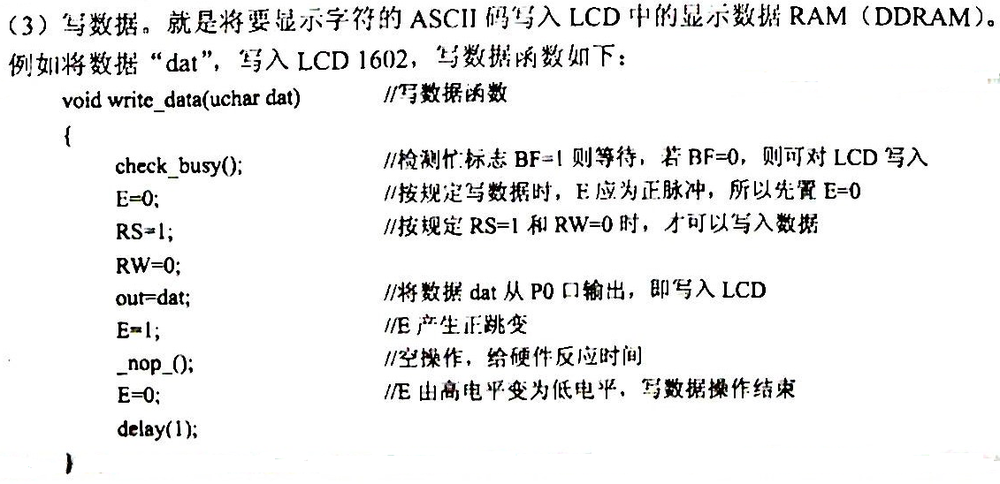 （3）写数据。就是将要显示字符的 ASCII 码写入 LCD 中的显示数据 RAM（DDRAM）。
例如将数据“dat”，写入 LCD 1602，写数据函数如下：
void write_data(uchar dat) //写数据函数
{
check_busy(); //检测忙标志 BF=1 则等待，若 BF=0，则可对 LCD 写入
E=0; //按规定写数据时，E 应为正脉冲，所以先置 E=0
RS=1; //按规定 RS=1 和 RW=0 时，才可以写入数据
RW=0;
out=dat; //将数据 dat 从 P0 口输出，即写入 LCD
E=1; //E 产生正跳变
_nop_(); //空操作，给硬件反应时间
E=0; //E 由高电平变为低电平，写数据操作结束
delay(1);
}